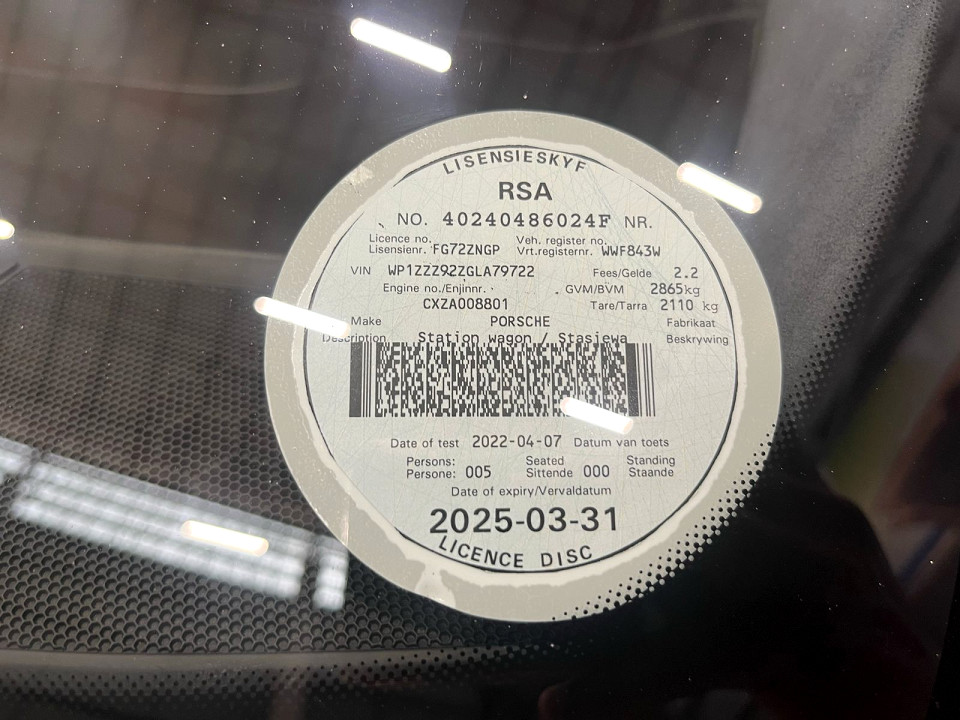 LISENSIESKYF
RSA
NO. 40240486024F NR.
Licence no. Veh. register no.
Lisensienr. FG72ZNGP Vrt.registernr. WWF843W
VIN WP1ZZZ92ZGLA79722 Fees/Gelde 2.2
Engine no./Enjinnr. GVM/BVM 2865kg
CXZA008801 Tare/Tarra 2110 kg
Make PORSCHE Fabrikaat
Description Station wagon / Stasiewa Beskrywing
Date of test 2022-04-07 Datum van toets
Persons: Seated Standing
Persone: 005 Sittende 000 Staande
Date of expiry/Vervaldatum
2025-03-31
LICENCE DISC